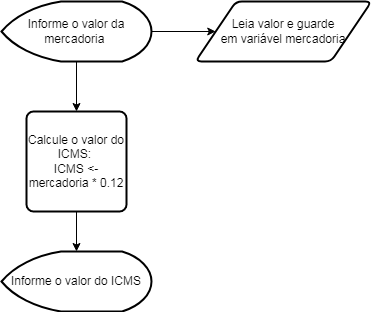 Informe o valor da
mercadoria
Leia valor e guarde
em variável mercadoria
Calcule o valor do
ICMS:
ICMS <-
mercadoria * 0.12
Informe o valor do ICMS